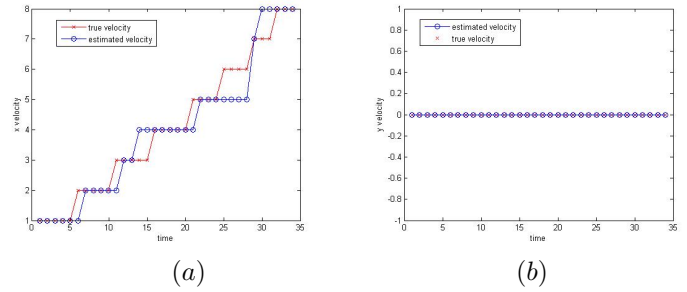 8
7
6
5
4
3
2
1
x velocity
true velocity
estimated velocity
0 5 10 15 20 25 30 35
time
(a)
1
0.8
0.6
0.4
0.2
0
-0.2
-0.4
-0.6
-0.8
-1
y velocity
estimated velocity
true velocity
0 5 10 15 20 25 30 35
time
(b)